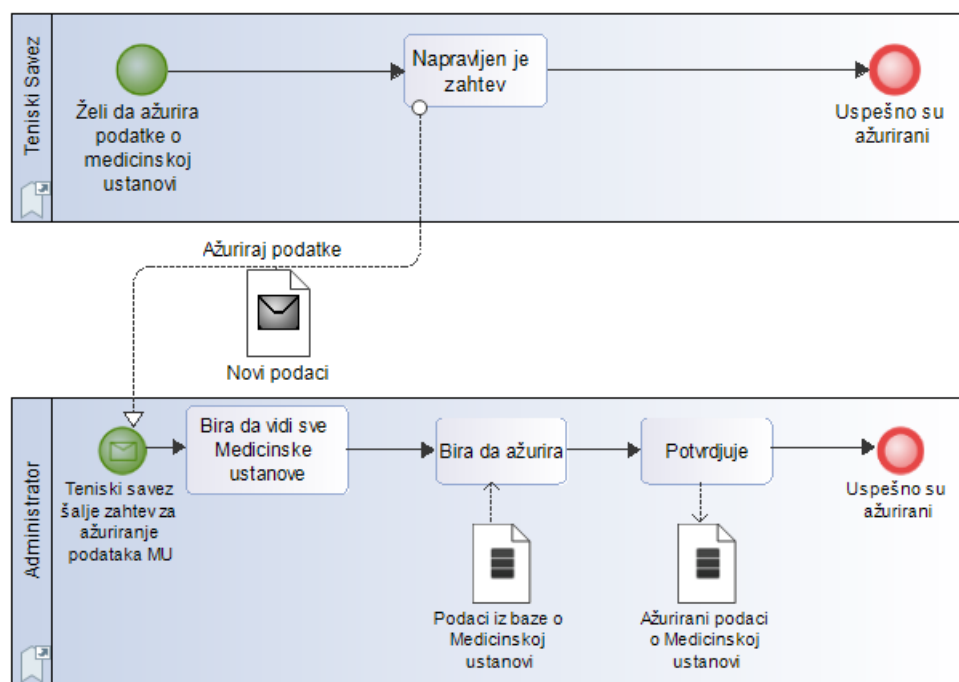 Teniski Savez
Želi da ažurira
podatke o
medicinskoj
ustanovi
Napravljen je
zahtev
Uspešno su
ažurirani
Ažuriraj podatke
Novi podaci
Administrator
Teniski savez
šalje zahtev za
ažuriranje
podataka MU
Bira da vidi sve
Medicinske
ustanove
Bira da ažurira
Potvrdjuje
Uspešno su
ažurirani
Podaci iz baze o
Medicinskoj
ustanovi
Ažurirani podaci
o Medicinskoj
ustanovi